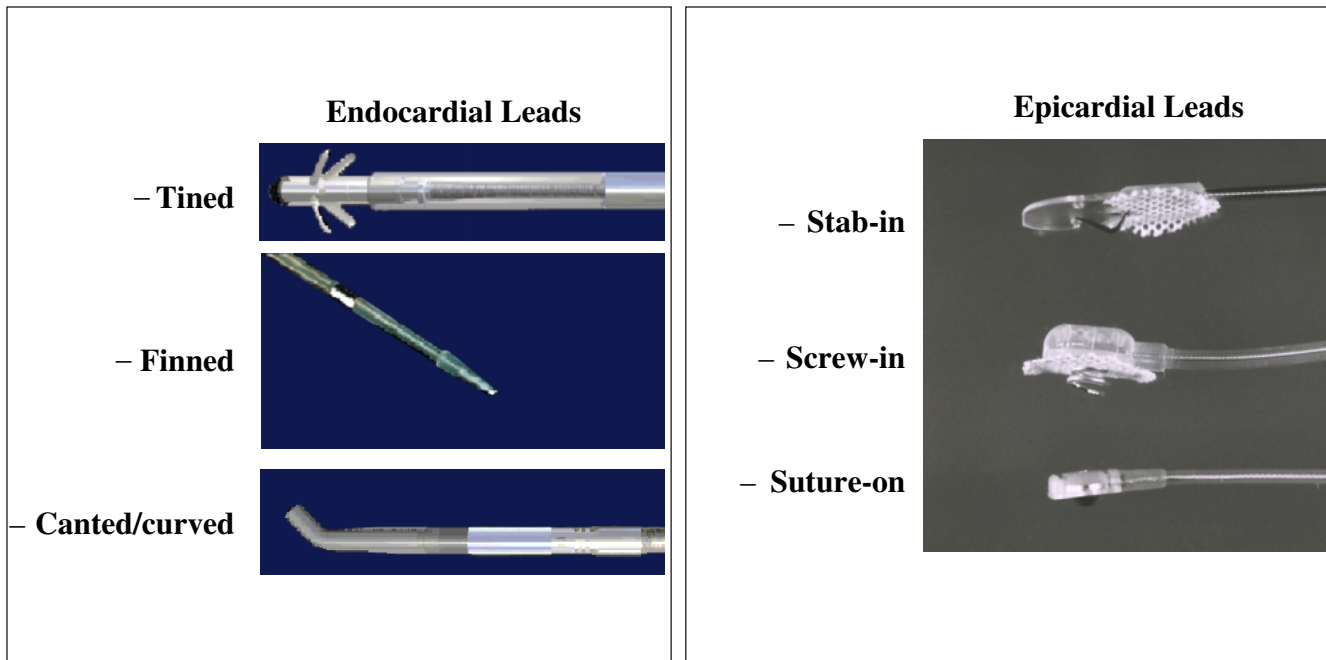 Endocardial Leads
– Tined
– Finned
– Canted/curved
Epicardial Leads
– Stab-in
– Screw-in
– Suture-on